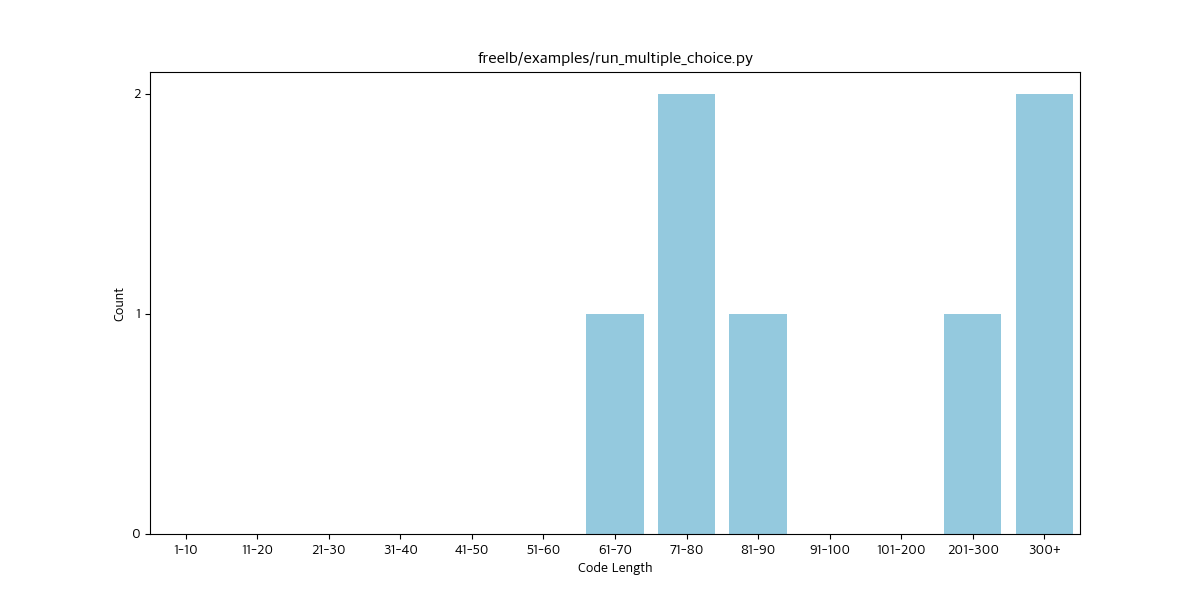 freelb/examples/run_multiple_choice.py
Count
2
1
0
1-10 11-20 21-30 31-40 41-50 51-60 61-70 71-80 81-90 91-100 101-200 201-300 300+
Code Length